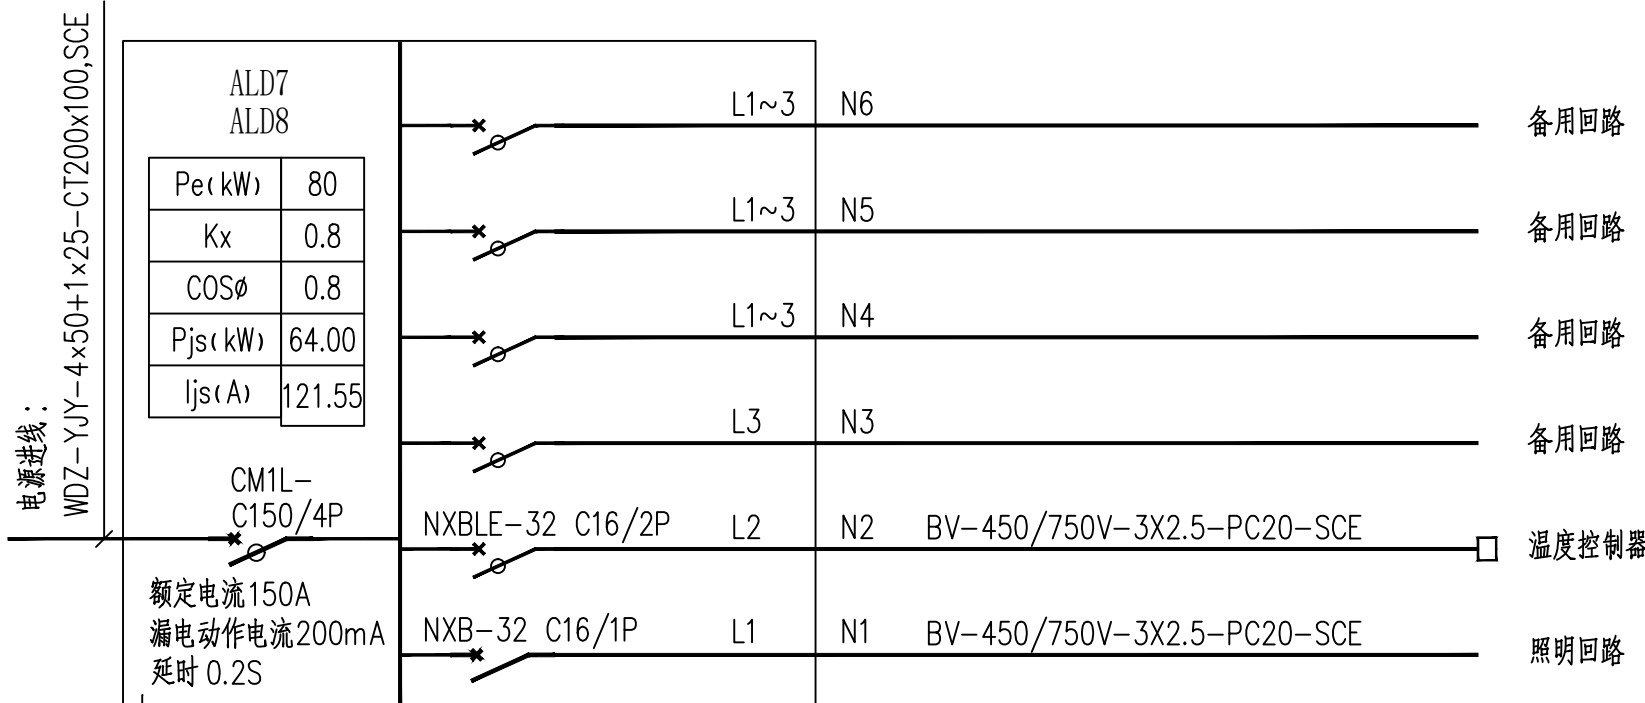 电源进线：
WDZ-YJY-4x50+1x25-CT200x100,SCE
ALD7
ALD8
Pe(kW) 80
Kx 0.8
COSø 0.8
Pjs(kW) 64.00
Ijs(A) 121.55
CM1L-
C150/4P
额定电流150A
漏电动作电流200mA
延时0.2S
L1~3 N6 备用回路
L1~3 N5 备用回路
L1~3 N4 备用回路
L3 N3 备用回路
NXBLE-32 C16/2P L2 N2 BV-450/750V-3X2.5-PC20-SCE 温度控制器
NXB-32 C16/1P L1 N1 BV-450/750V-3X2.5-PC20-SCE 照明回路